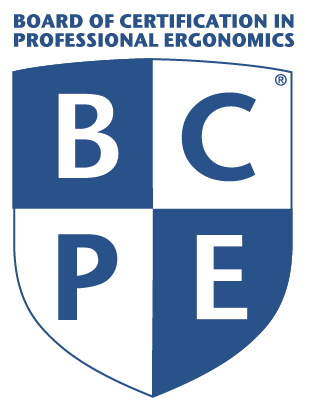 BOARD OF CERTIFICATION IN
PROFESSIONAL ERGONOMICS
®
B C
P E